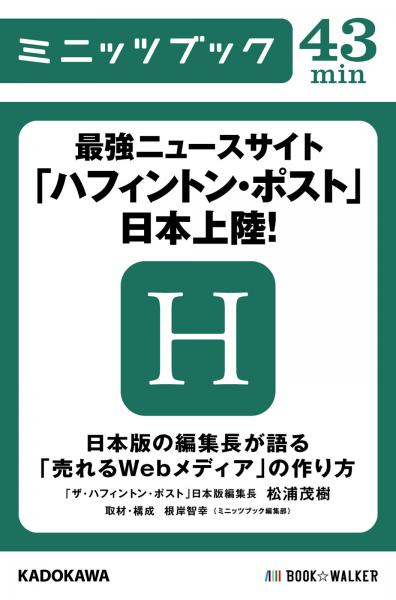 ミニッツブック
43
min
最強ニュースサイト
「ハフィントン・ポスト」
日本上陸!
H
日本版の編集長が語る
「売れるWebメディア」の作り方
「ザ・ハフィントン・ポスト」日本版編集長 松浦茂樹
取材・構成 根岸智幸(ミニッツブック編集部)
KADOKAWA
BOOK☆WALKER